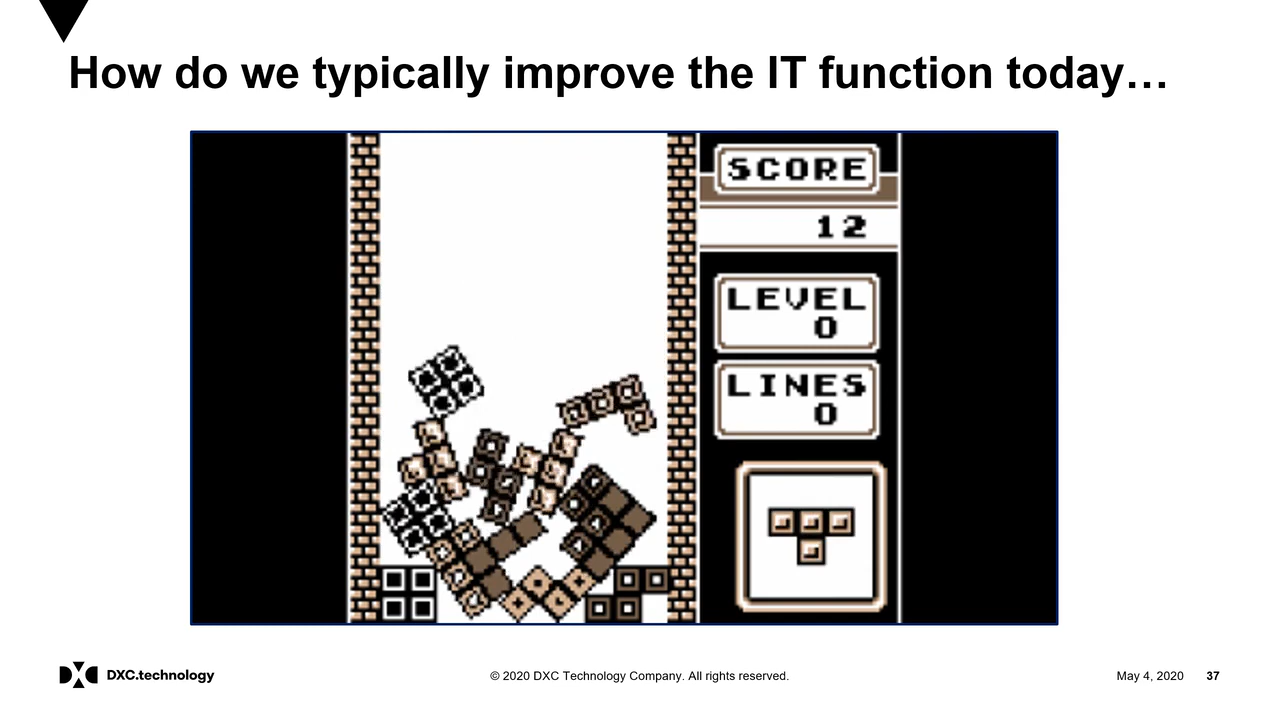 How do we typically improve the IT function today…
SCORE
12
LEVEL
0
LINES
0
DXC.technology
© 2020 DXC Technology Company. All rights reserved.
May 4, 2020
37